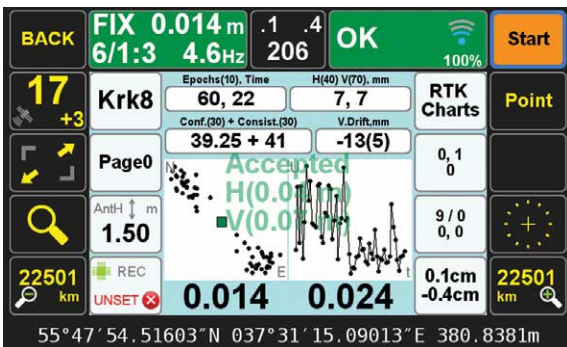 BACK
FIX 0.014 m
6/1:3 4.6Hz
.1 .4
206
OK
100%
Start
17
+3
Krk8
Epochs(10), Time
60, 22
H(40) V(70), mm
7, 7
Conf.(30) + Consist.(30)
39.25 + 41
V.Drift,mm
-13(5)
RTK
Charts
Point
Page0
N
U
Accepted
0, 1
0
AntH m
1.50
9 / 0
0, 0
E
t
22501
km
REC
UNSET
0.014
0.024
0.1cm
-0.4cm
22501
km
55°47′54.51603″N 037°31′15.09013″E 380.8381m